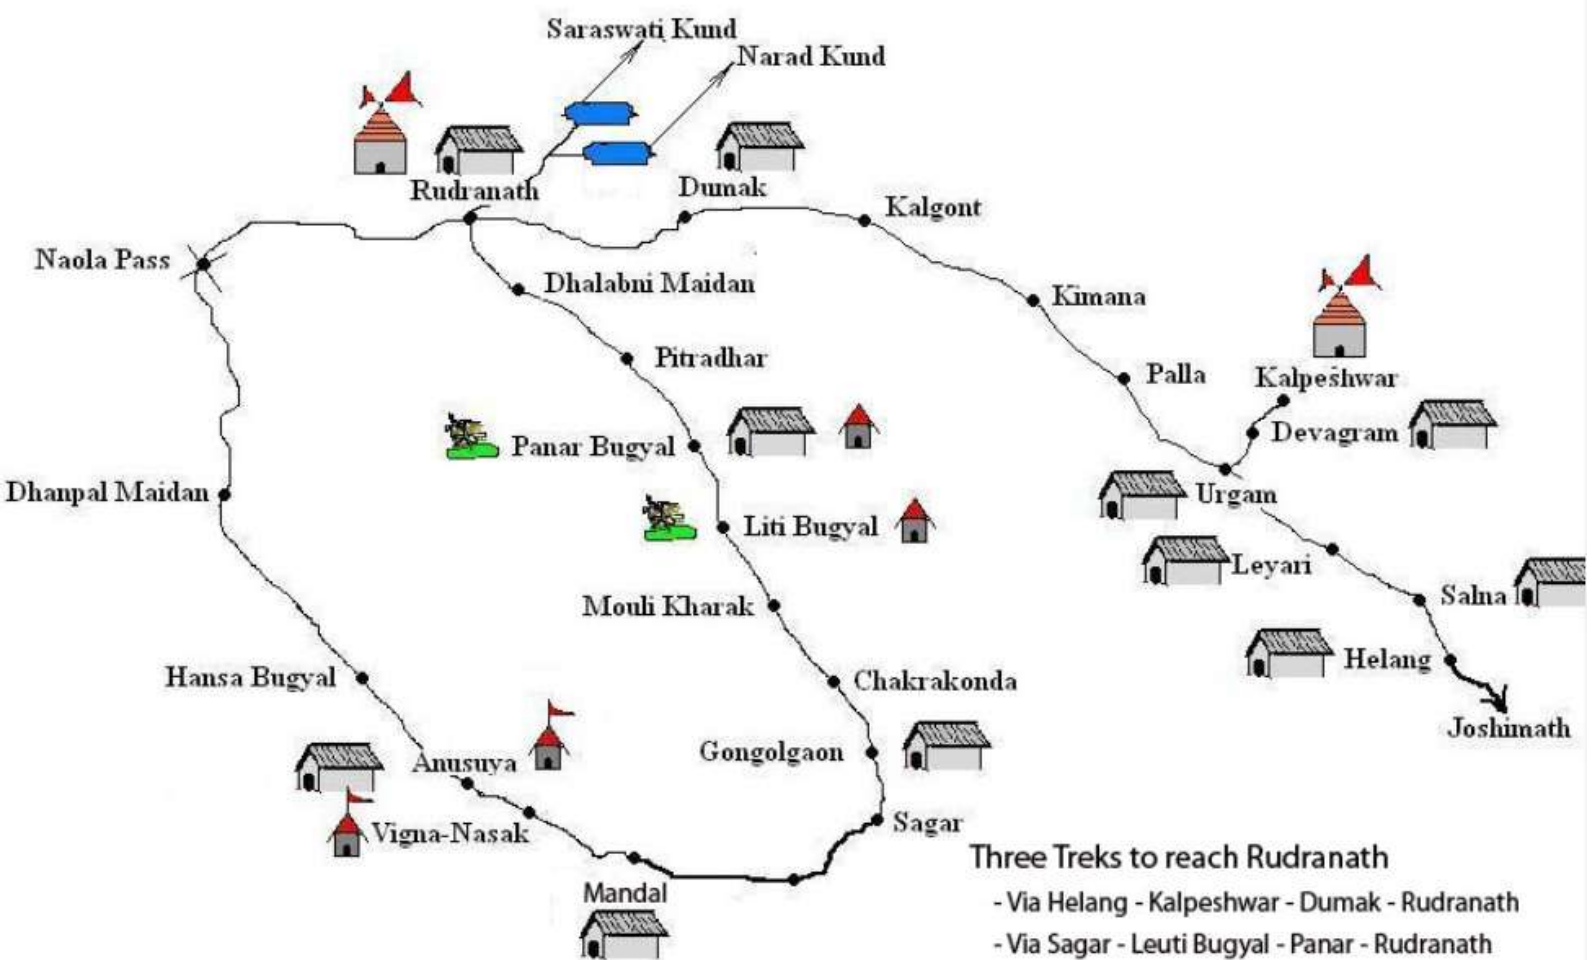 Saraswati Kund
Narad Kund
Rudranath
Dumak
Kalgont
Naola Pass
Dhalabni Maidan
Kimana
Pitradhar
Palla
Kalpeshwar
Panar Bugyal
Devagram
Dhanpal Maidan
Urgam
Liti Bugyal
Leyari
Mouli Kharak
Salna
Helang
Hansa Bugyal
Chakrakonda
Joshimath
Gongolgaon
Anusuya
Vigna-Nasak
Sagar
Mandal
Three Treks to reach Rudranath
- Via Helang - Kalpeshwar - Dumak - Rudranath
- Via Sagar - Leuti Bugyal - Panar - Rudranath